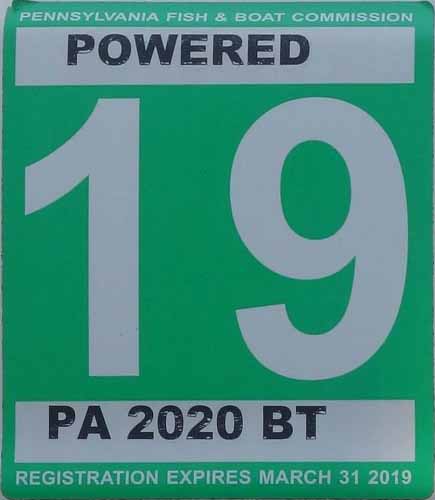 PENNSYLVANIA FISH & BOAT COMMISSION
POWERED
19
PA 2020 BT
REGISTRATION EXPIRES MARCH 31 2019